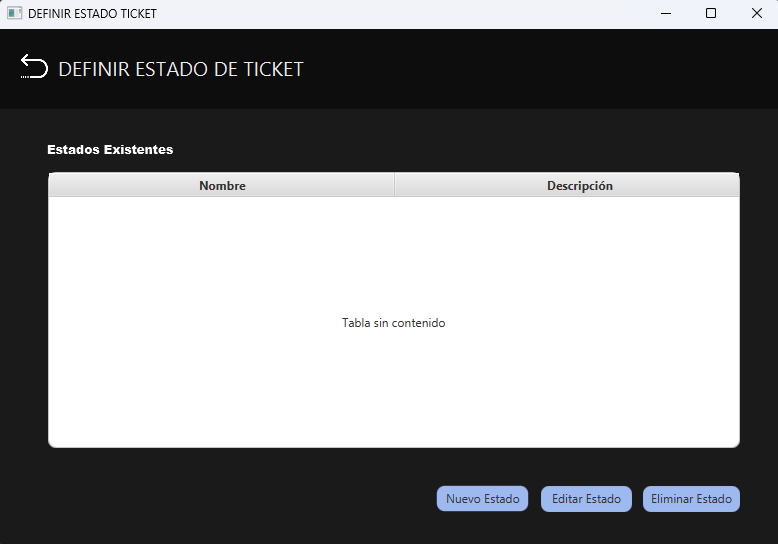 DEFINIR ESTADO TICKET
DEFINIR ESTADO DE TICKET
Estados Existentes
Nombre Descripción
Tabla sin contenido
Nuevo Estado Editar Estado Eliminar Estado